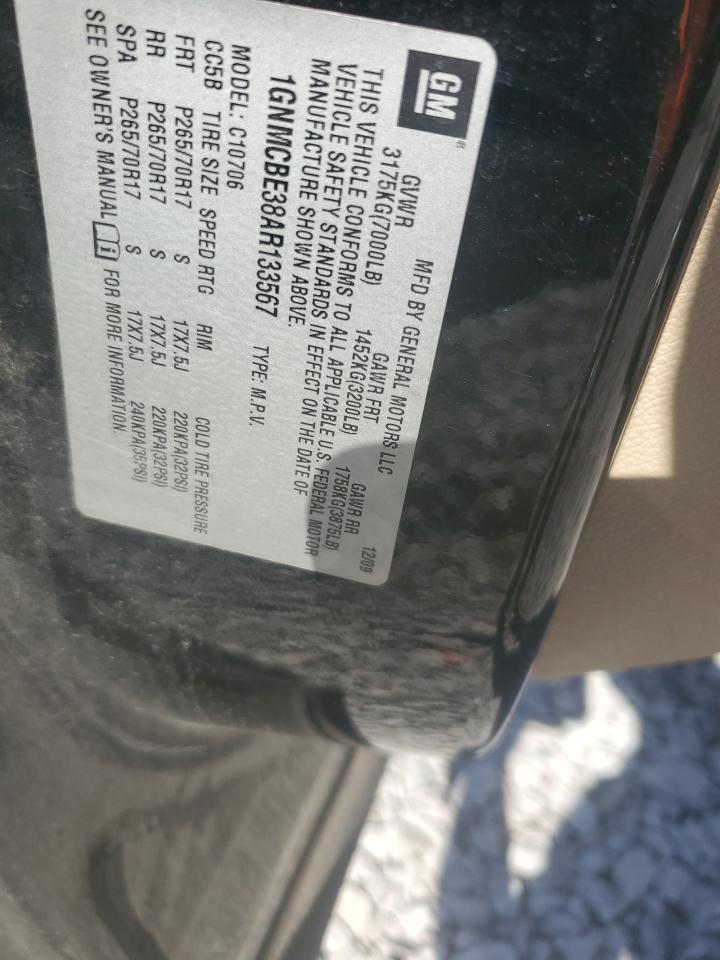 GM
MFD BY GENERAL MOTORS LLC 12/09
GVWR GAWR FRT GAWR RR
3175KG(7000LB) 1452KG(3200LB) 1758KG(3875LB)
THIS VEHICLE CONFORMS TO ALL APPLICABLE U.S. FEDERAL MOTOR
VEHICLE SAFETY STANDARDS IN EFFECT ON THE DATE OF
MANUFACTURE SHOWN ABOVE.
1GNMCBE38AR133567 TYPE: M.P.V.
MODEL: C10706
CC5B TIRE SIZE SPEED RTG RIM COLD TIRE PRESSURE
FRT P265/70R17 S 17X7.5J 220KPA(32PSI)
RR P265/70R17 S 17X7.5J 220KPA(32PSI)
SPA P265/70R17 S 17X7.5J 240KPA(35PSI)
SEE OWNER'S MANUAL FOR MORE INFORMATION.